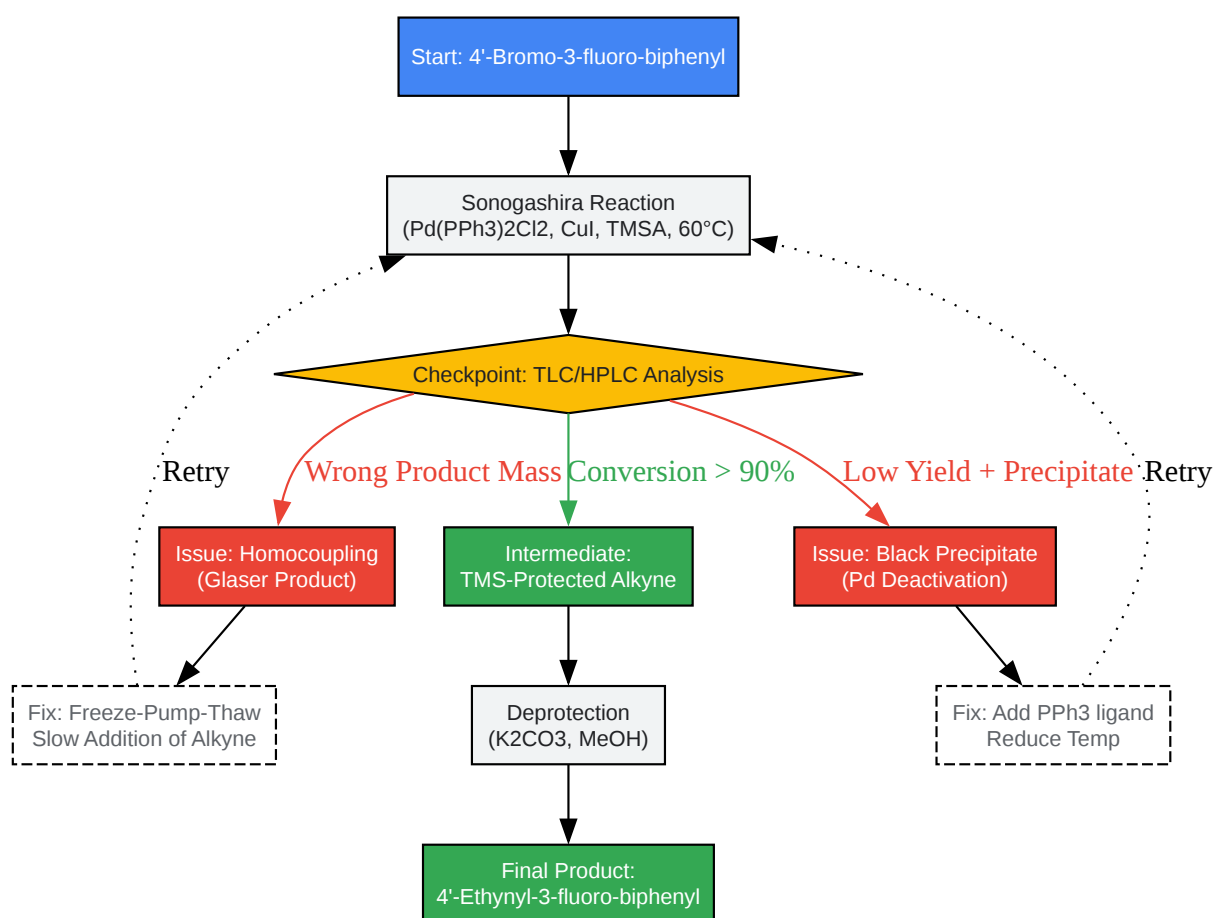 Start: 4'-Bromo-3-fluoro-biphenyl
Sonogashira Reaction
(Pd(PPh3)2Cl2, CuI, TMSA, 60°C)
Checkpoint: TLC/HPLC Analysis
Retry
Wrong Product Mass
Conversion > 90%
Low Yield + Precipitate
Retry
Issue: Homocoupling
(Glaser Product)
Intermediate:
TMS-Protected Alkyne
Issue: Black Precipitate
(Pd Deactivation)
Fix: Freeze-Pump-Thaw
Slow Addition of Alkyne
Deprotection
(K2CO3, MeOH)
Fix: Add PPh3 ligand
Reduce Temp
Final Product:
4'-Ethynyl-3-fluoro-biphenyl